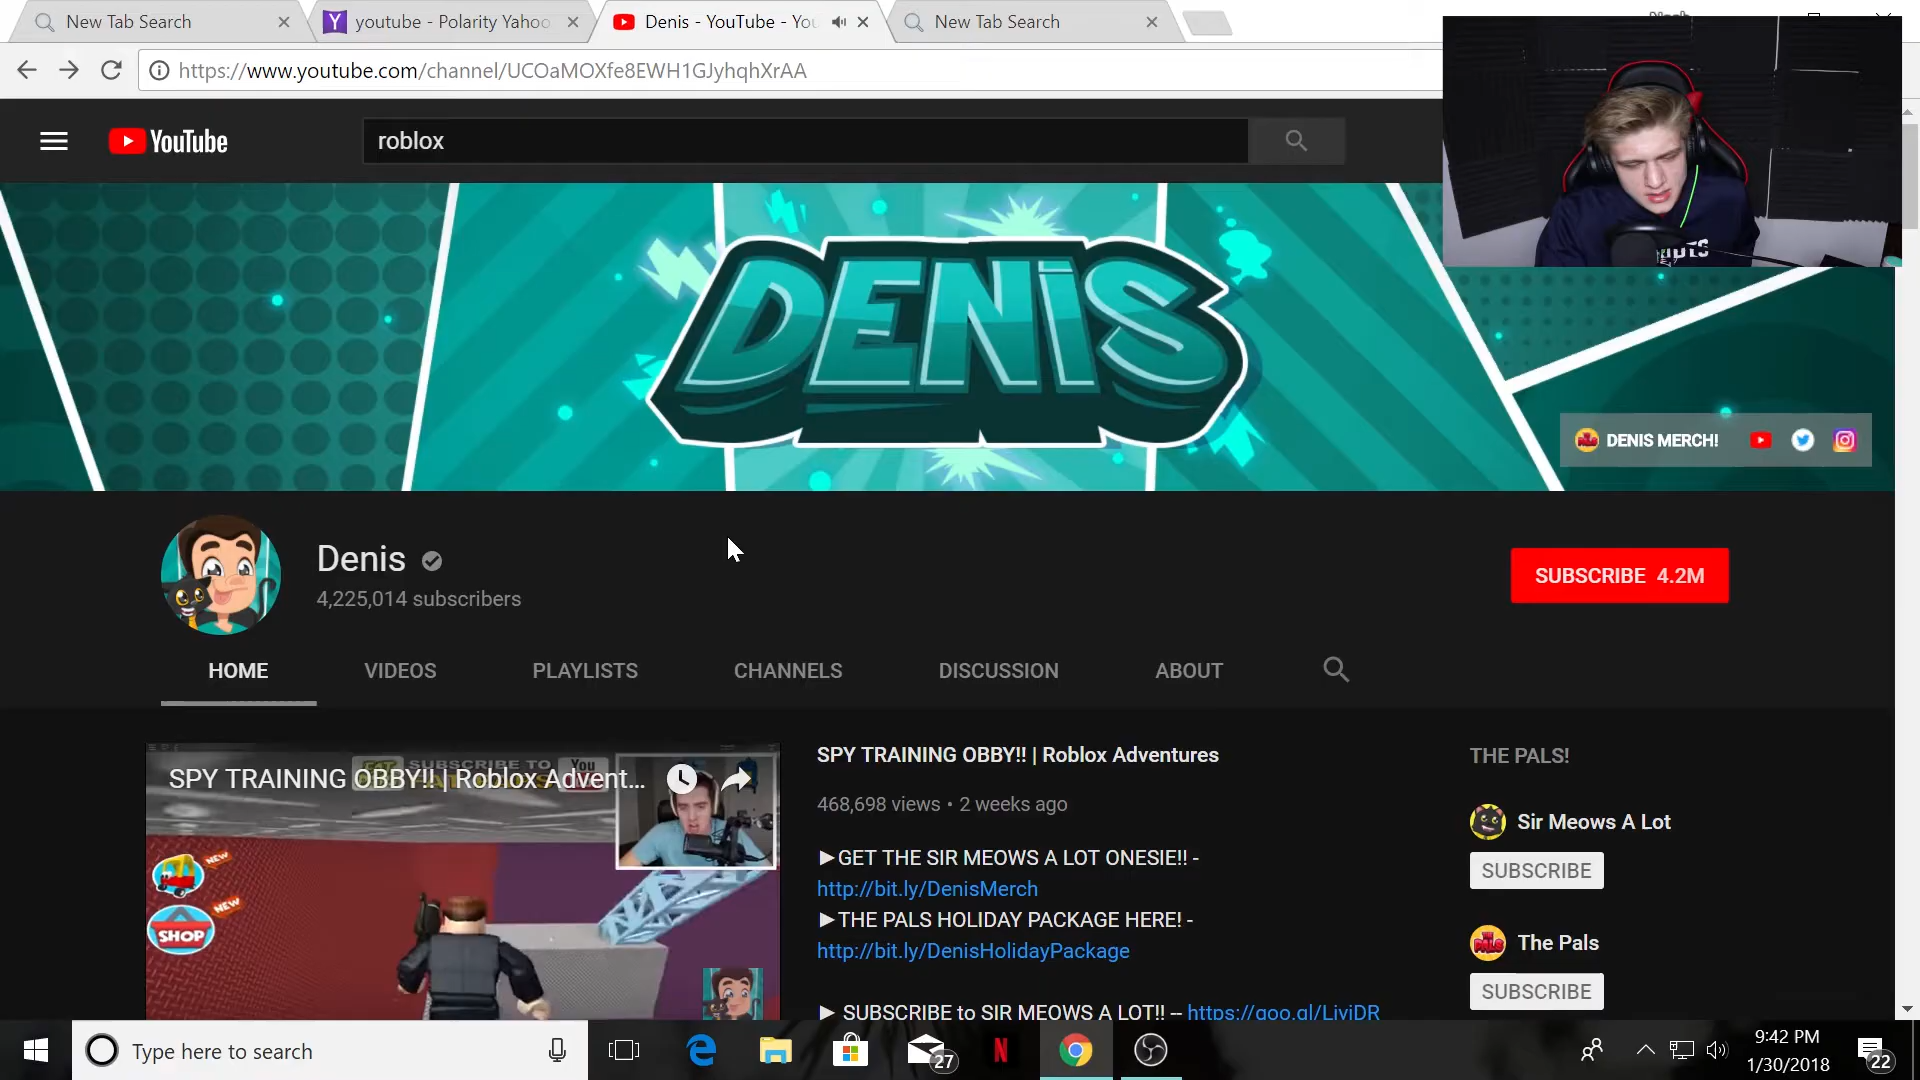 New Tab Search
youtube - Polarity Yahoo
Denis - YouTube - You
New Tab Search
https://www.youtube.com/channel/UCOaMOXfe8EWH1GJyhqhXrAA
YouTube
roblox
DENIS
DENIS MERCH!
Denis
4,225,014 subscribers
SUBSCRIBE 4.2M
HOME
VIDEOS
PLAYLISTS
CHANNELS
DISCUSSION
ABOUT
SPY TRAINING OBBY!! | Roblox Advent...
SUBSCRIBE TO
You
NEW
NEW
SHOP
SPY TRAINING OBBY!! | Roblox Adventures
468,698 views • 2 weeks ago
►GET THE SIR MEOWS A LOT ONESIE!! -
http://bit.ly/DenisMerch
►THE PALS HOLIDAY PACKAGE HERE! -
http://bit.ly/DenisHolidayPackage
► SUBSCRIBE to SIR MEOWS A LOT!! -- https://goo.gl/LiviDR
THE PALS!
Sir Meows A Lot
SUBSCRIBE
The Pals
SUBSCRIBE
Type here to search
27
9:42 PM
1/30/2018
22